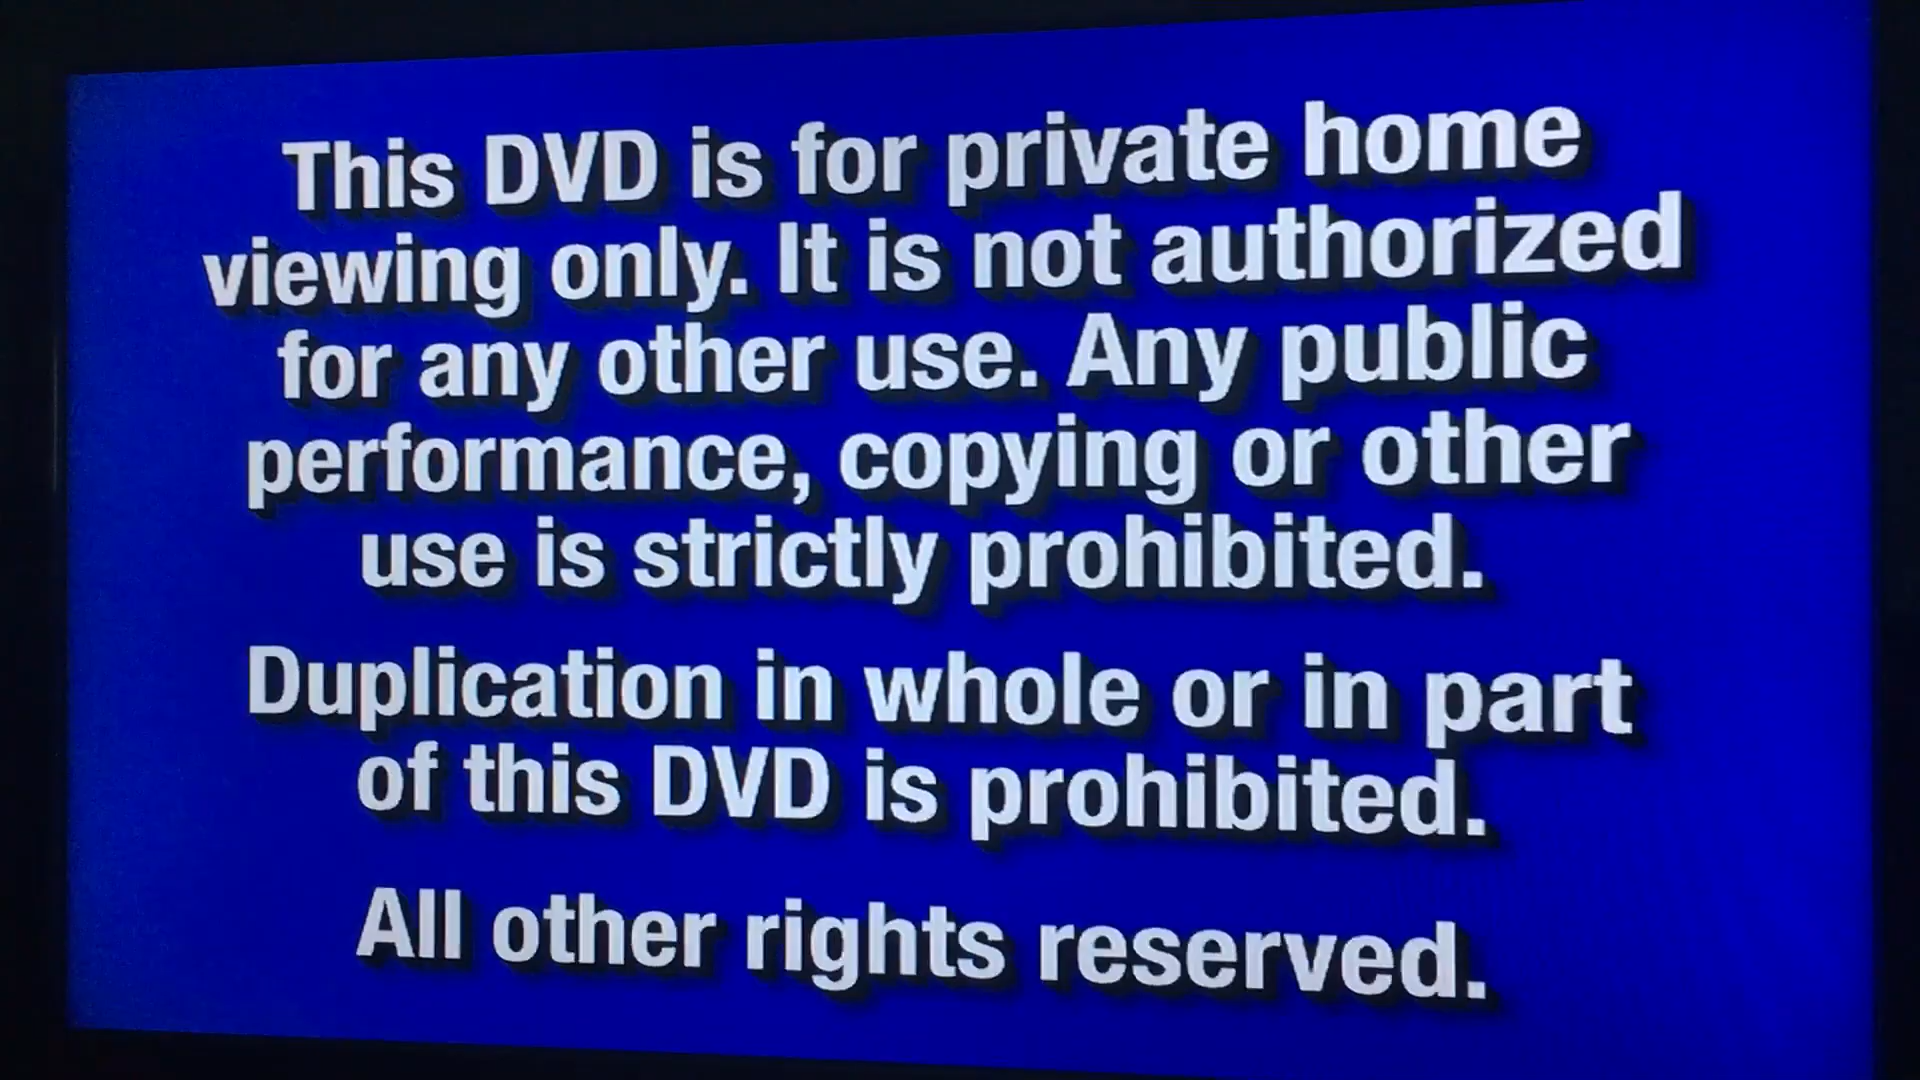 This DVD is for private home
viewing only. It is not authorized
for any other use. Any public
performance, copying or other
use is strictly prohibited.
Duplication in whole or in part
of this DVD is prohibited.
All other rights reserved.